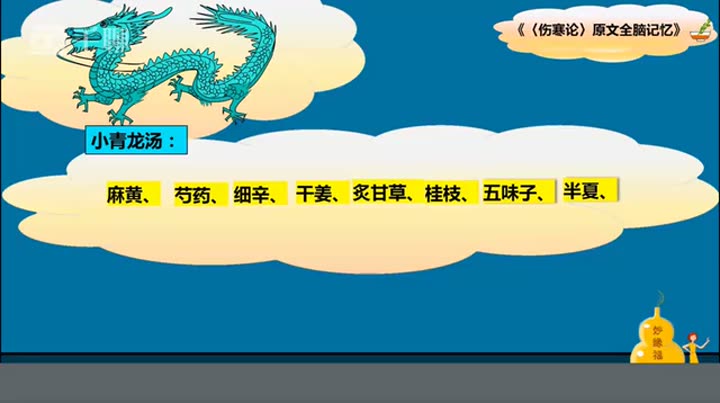 《〈伤寒论〉原文全脑记忆》
小青龙汤：
麻黄、 芍药、细辛、 干姜、炙甘草、桂枝、五味子、 半夏、
妙缘福